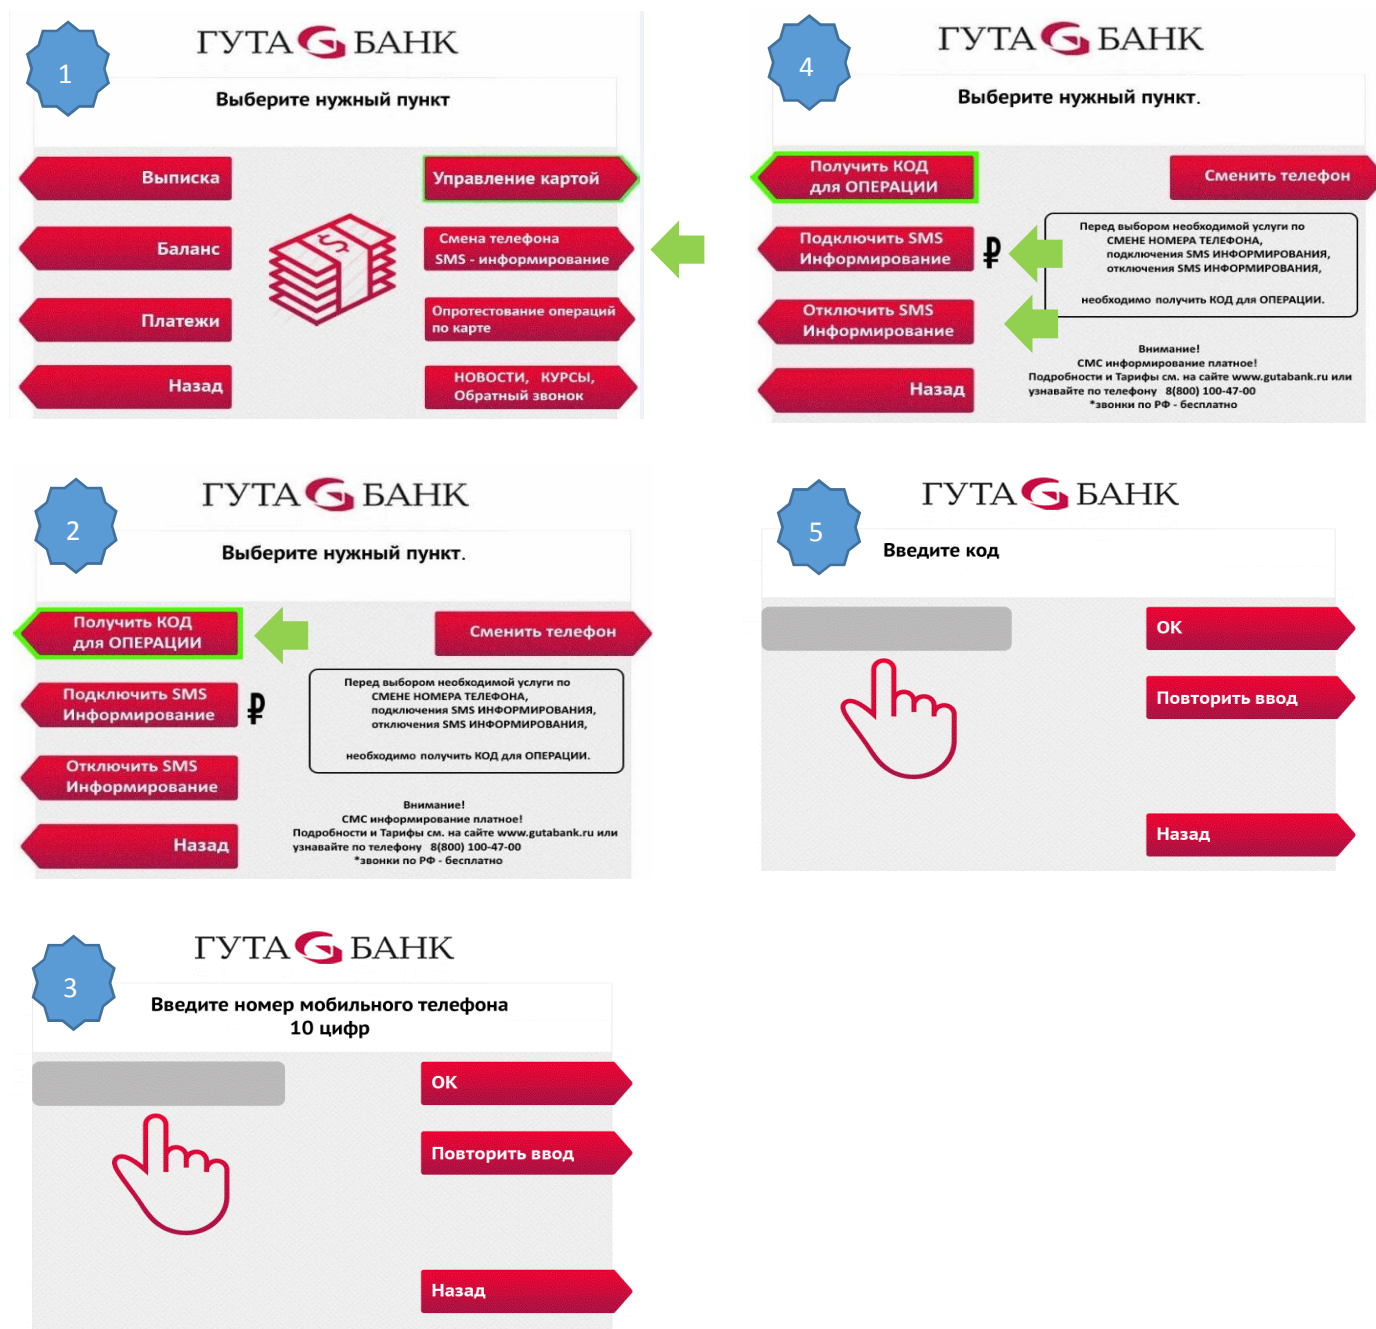 1
ГУТА БАНК
Выберите нужный пункт
Выписка
Баланс
Платежи
Назад
Управление картой
Смена телефона
SMS - информирование
Опротестование операций
по карте
НОВОСТИ, КУРСЫ,
Обратный звонок
2
ГУТА БАНК
Выберите нужный пункт.
Получить КОД
для ОПЕРАЦИИ
Подключить SMS
Информирование
₽
Отключить SMS
Информирование
Назад
Сменить телефон
Перед выбором необходимой услуги по
СМЕНЕ НОМЕРА ТЕЛЕФОНА,
подключения SMS ИНФОРМИРОВАНИЯ,
отключения SMS ИНФОРМИРОВАНИЯ,
необходимо получить КОД для ОПЕРАЦИИ.
Внимание!
СМС информирование платное!
Подробности и Тарифы см. на сайте www.gutabank.ru или
узнавайте по телефону 8(800) 100-47-00
*звонки по РФ - бесплатно
3
ГУТА БАНК
Введите номер мобильного телефона
10 цифр
ОК
Повторить ввод
Назад
4
ГУТА БАНК
Выберите нужный пункт.
Получить КОД
для ОПЕРАЦИИ
Подключить SMS
Информирование
₽
Отключить SMS
Информирование
Назад
Сменить телефон
Перед выбором необходимой услуги по
СМЕНЕ НОМЕРА ТЕЛЕФОНА,
подключения SMS ИНФОРМИРОВАНИЯ,
отключения SMS ИНФОРМИРОВАНИЯ,
необходимо получить КОД для ОПЕРАЦИИ.
Внимание!
СМС информирование платное!
Подробности и Тарифы см. на сайте www.gutabank.ru или
узнавайте по телефону 8(800) 100-47-00
*звонки по РФ - бесплатно
5
ГУТА БАНК
Введите код
ОК
Повторить ввод
Назад